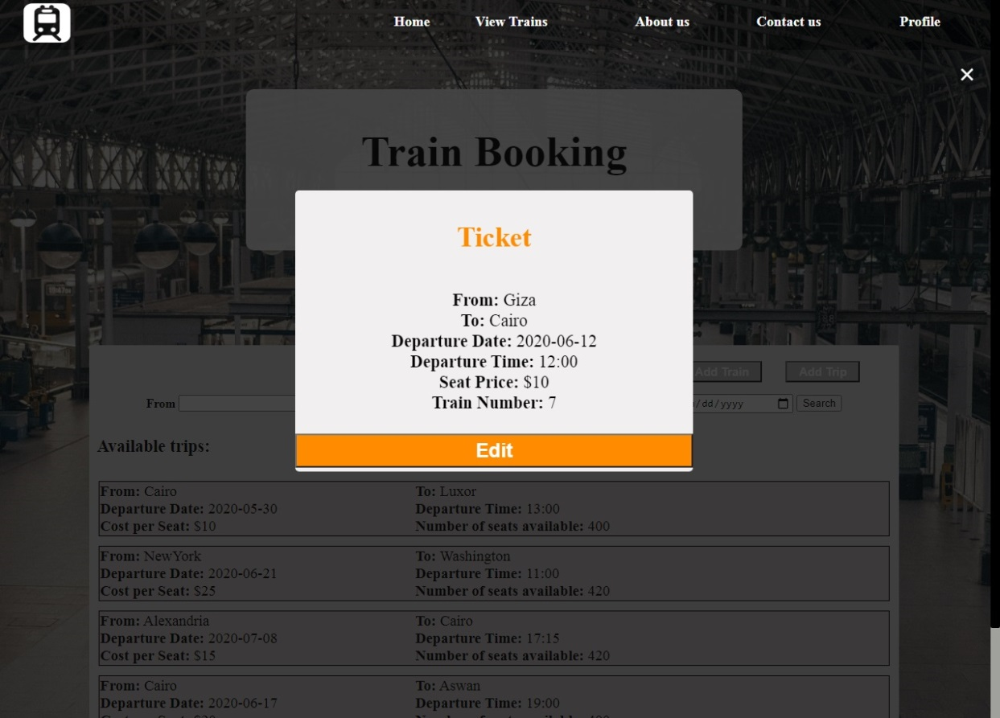 Home View Trains About us Contact us Profile
×
Train Booking
Ticket
From: Giza
To: Cairo
Departure Date: 2020-06-12
Departure Time: 12:00
Seat Price: $10
Train Number: 7
Edit
Add Train Add Trip
From /dd/yyyy Search
Available trips:
From: Cairo To: Luxor
Departure Date: 2020-05-30 Departure Time: 13:00
Cost per Seat: $10 Number of seats available: 400
From: NewYork To: Washington
Departure Date: 2020-06-21 Departure Time: 11:00
Cost per Seat: $25 Number of seats available: 420
From: Alexandria To: Cairo
Departure Date: 2020-07-08 Departure Time: 17:15
Cost per Seat: $15 Number of seats available: 420
From: Cairo To: Aswan
Departure Date: 2020-06-17 Departure Time: 19:00